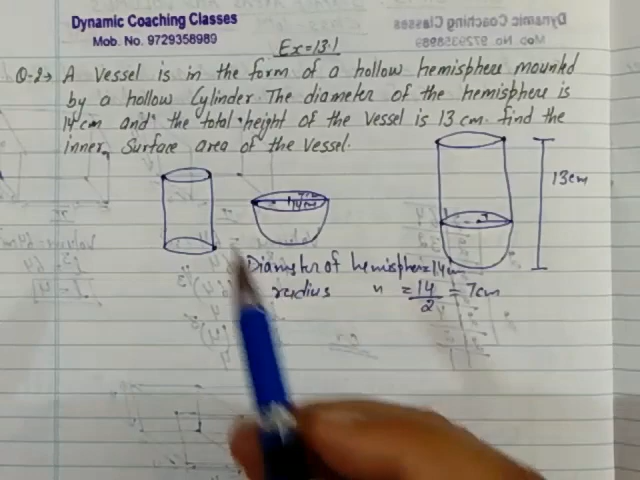 Dynamic Coaching Classes
Mob. No. 9729358989
Ex=13.1
Q.2→ A Vessel is in the form of a hollow hemisphere mounted
by a hollow Cylinder. The diameter of the hemisphere is
14 cm and the total height of the Vessel is 13 cm. find the
inner Surface area of the Vessel.
14cm
13cm
Diameter of hemisphere=14cm
radius r = 14/2 = 7cm